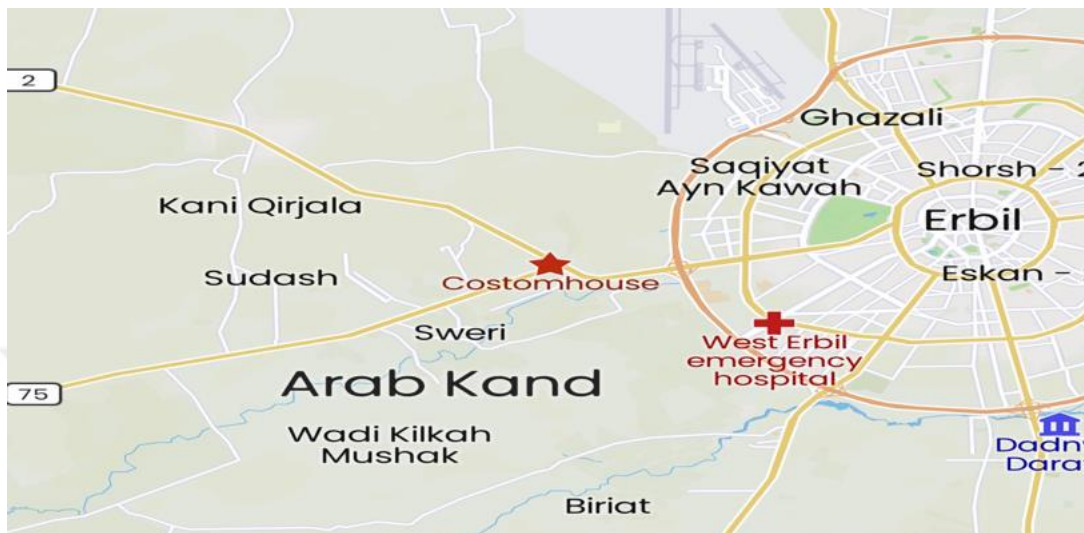 2
Ghazali
Saqiyat
Ayn Kawah
Shorsh - 2
Kani Qirjala
Erbil
Sudash
Costomhouse
Eskan -
Sweri
West Erbil
emergency
hospital
Arab Kand
75
Wadi Kilkah
Mushak
Dadny
Dara
Biriat